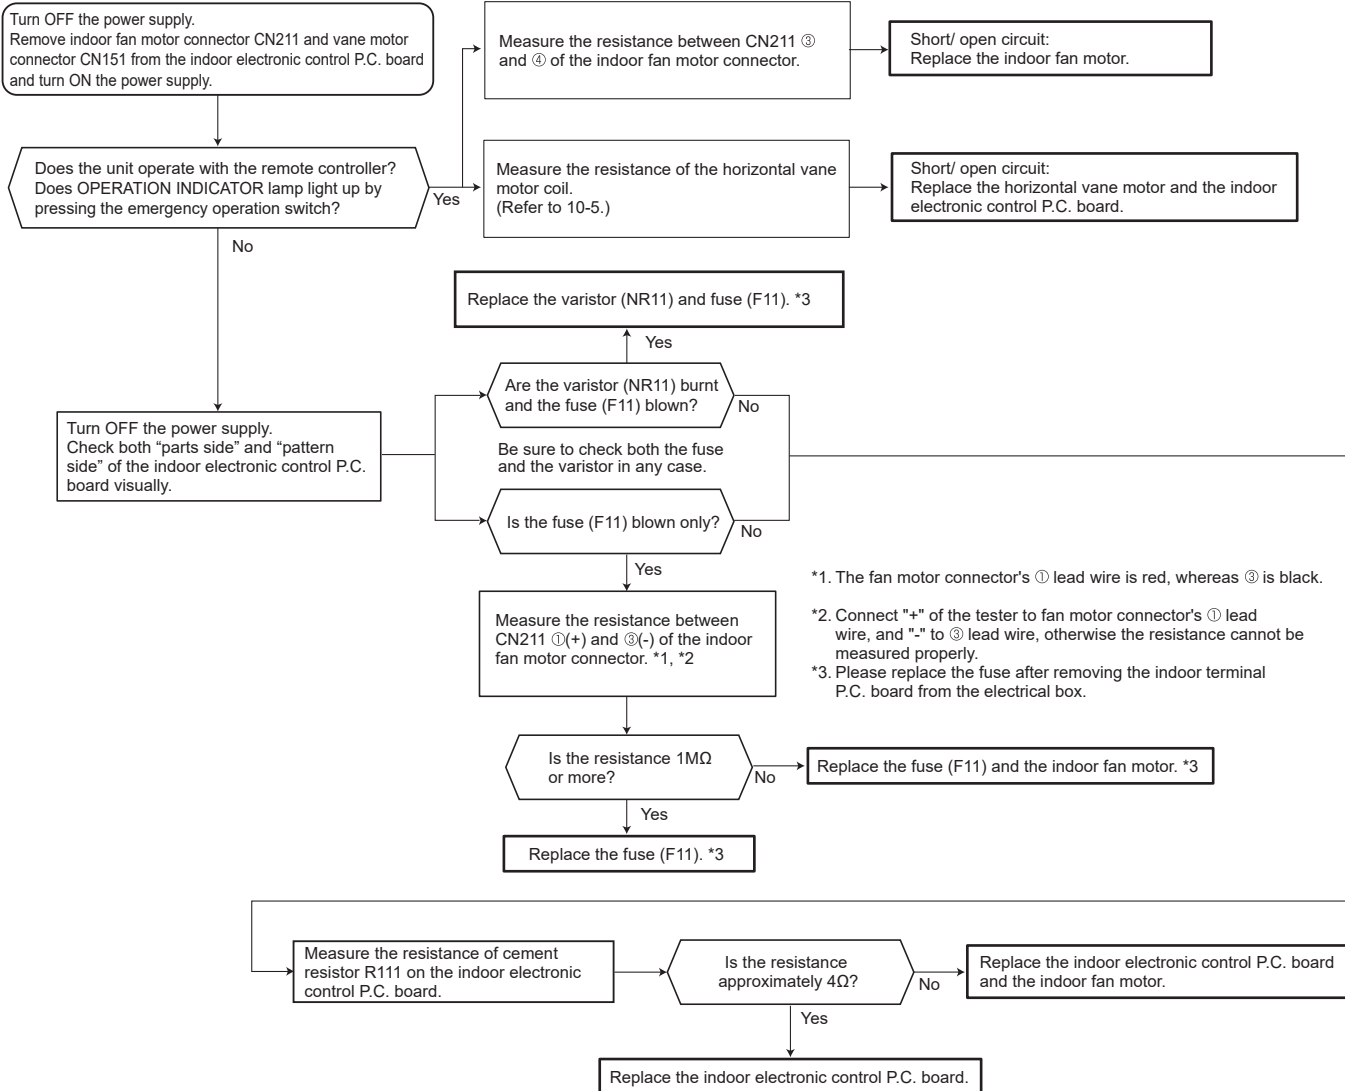 Turn OFF the power supply.
Remove indoor fan motor connector CN211 and vane motor
connector CN151 from the indoor electronic control P.C. board
and turn ON the power supply.
Measure the resistance between CN211 ③
and ④ of the indoor fan motor connector.
Short/ open circuit:
Replace the indoor fan motor.
Does the unit operate with the remote controller?
Does OPERATION INDICATOR lamp light up by
pressing the emergency operation switch?
Yes
Measure the resistance of the horizontal vane
motor coil.
(Refer to 10-5.)
Short/ open circuit:
Replace the horizontal vane motor and the indoor
electronic control P.C. board.
No
Replace the varistor (NR11) and fuse (F11). *3
Yes
Are the varistor (NR11) burnt
and the fuse (F11) blown?
No
Turn OFF the power supply.
Check both “parts side” and “pattern
side” of the indoor electronic control P.C.
board visually.
Be sure to check both the fuse
and the varistor in any case.
Is the fuse (F11) blown only?
No
Yes
Measure the resistance between
CN211 ①(+) and ③(-) of the indoor
fan motor connector. *1, *2
*1. The fan motor connector's ① lead wire is red, whereas ③ is black.
*2. Connect "+" of the tester to fan motor connector's ① lead
wire, and "-" to ③ lead wire, otherwise the resistance cannot be
measured properly.
*3. Please replace the fuse after removing the indoor terminal
P.C. board from the electrical box.
Is the resistance 1MΩ
or more?
No
Replace the fuse (F11) and the indoor fan motor. *3
Yes
Replace the fuse (F11). *3
Measure the resistance of cement
resistor R111 on the indoor electronic
control P.C. board.
Is the resistance
approximately 4Ω?
No
Replace the indoor electronic control P.C. board
and the indoor fan motor.
Yes
Replace the indoor electronic control P.C. board.